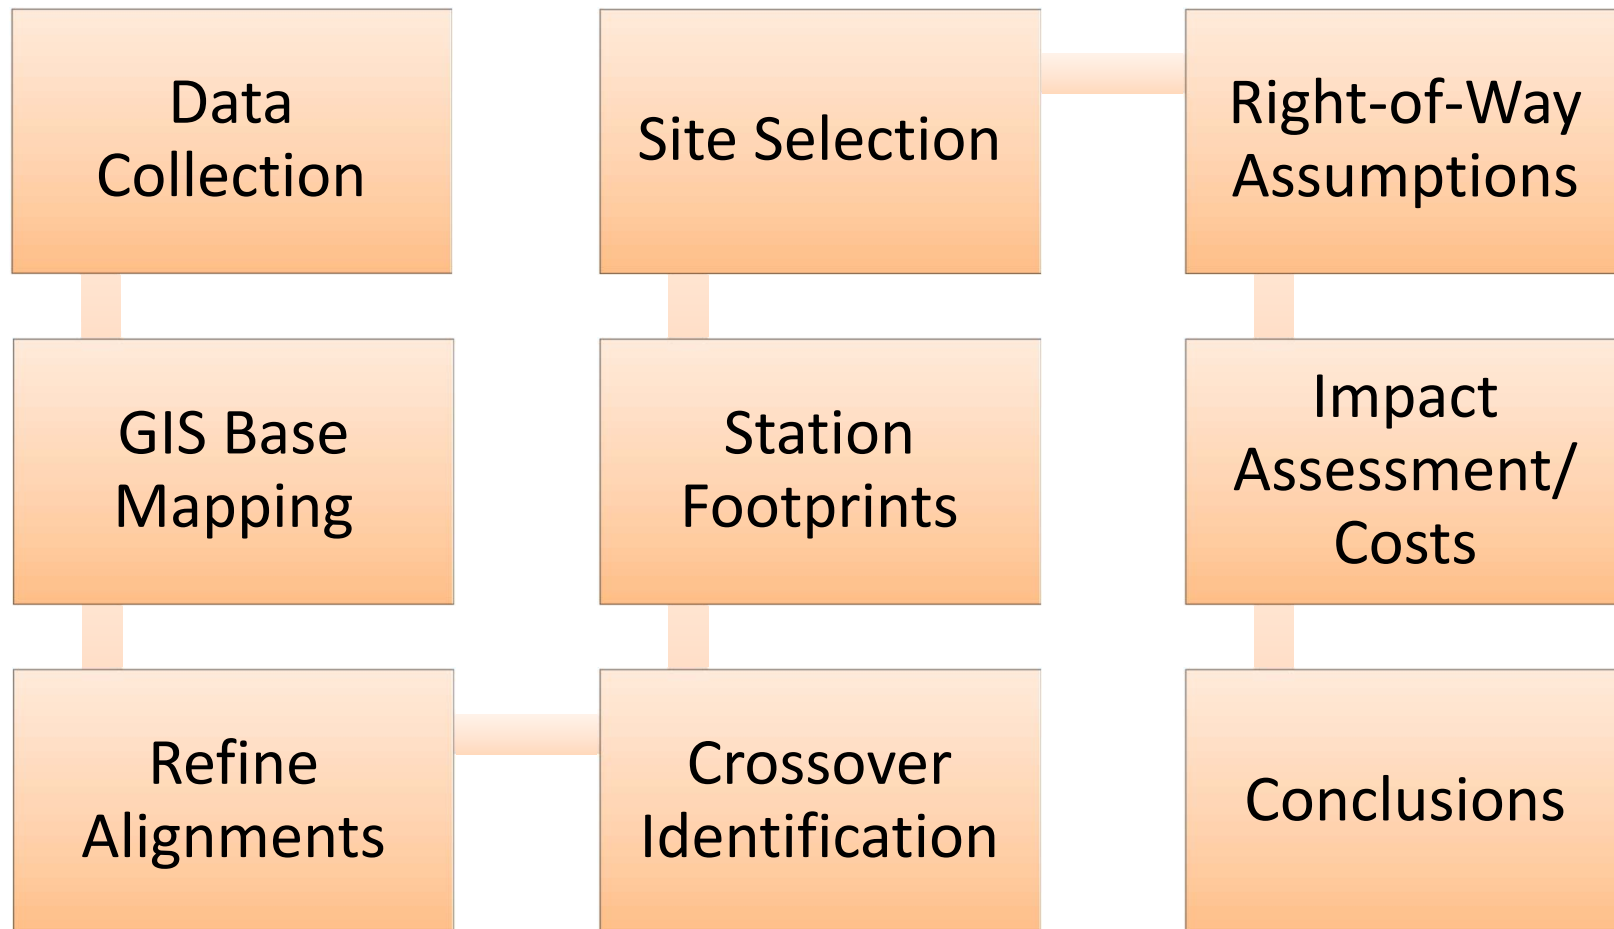 Data
Collection
GIS Base
Mapping
Refine
Alignments
Crossover
Identification
Station
Footprints
Site Selection
Right-of-Way
Assumptions
Impact
Assessment/
Costs
Conclusions